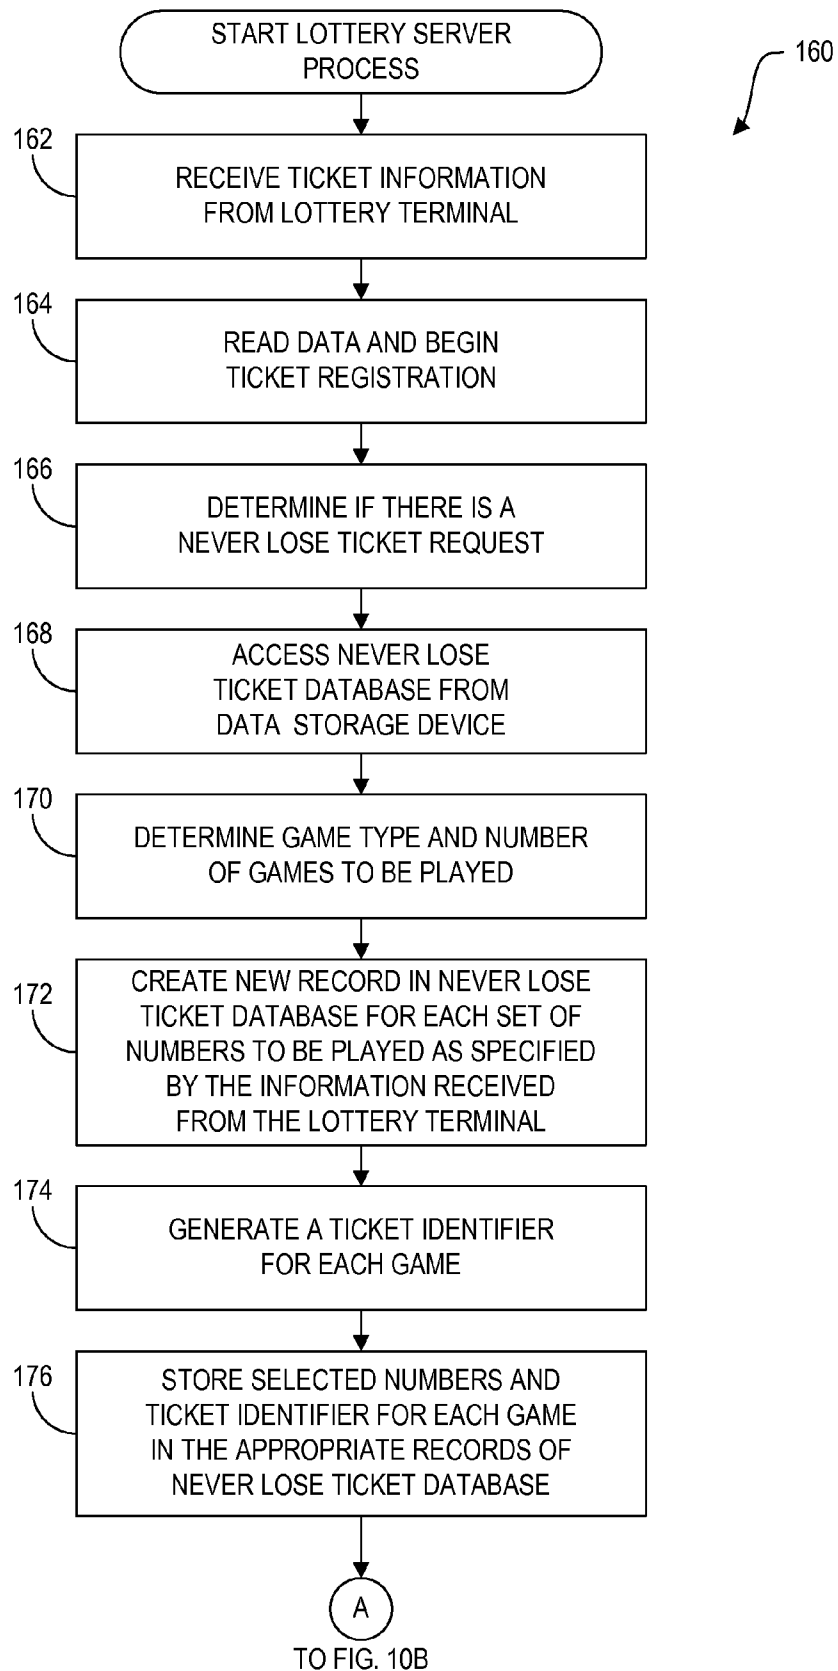 START LOTTERY SERVER
PROCESS
160
162
RECEIVE TICKET INFORMATION
FROM LOTTERY TERMINAL
164
READ DATA AND BEGIN
TICKET REGISTRATION
166
DETERMINE IF THERE IS A
NEVER LOSE TICKET REQUEST
168
ACCESS NEVER LOSE
TICKET DATABASE FROM
DATA STORAGE DEVICE
170
DETERMINE GAME TYPE AND NUMBER
OF GAMES TO BE PLAYED
172
CREATE NEW RECORD IN NEVER LOSE
TICKET DATABASE FOR EACH SET OF
NUMBERS TO BE PLAYED AS SPECIFIED
BY THE INFORMATION RECEIVED
FROM THE LOTTERY TERMINAL
174
GENERATE A TICKET IDENTIFIER
FOR EACH GAME
176
STORE SELECTED NUMBERS AND
TICKET IDENTIFIER FOR EACH GAME
IN THE APPROPRIATE RECORDS OF
NEVER LOSE TICKET DATABASE
A
TO FIG. 10B